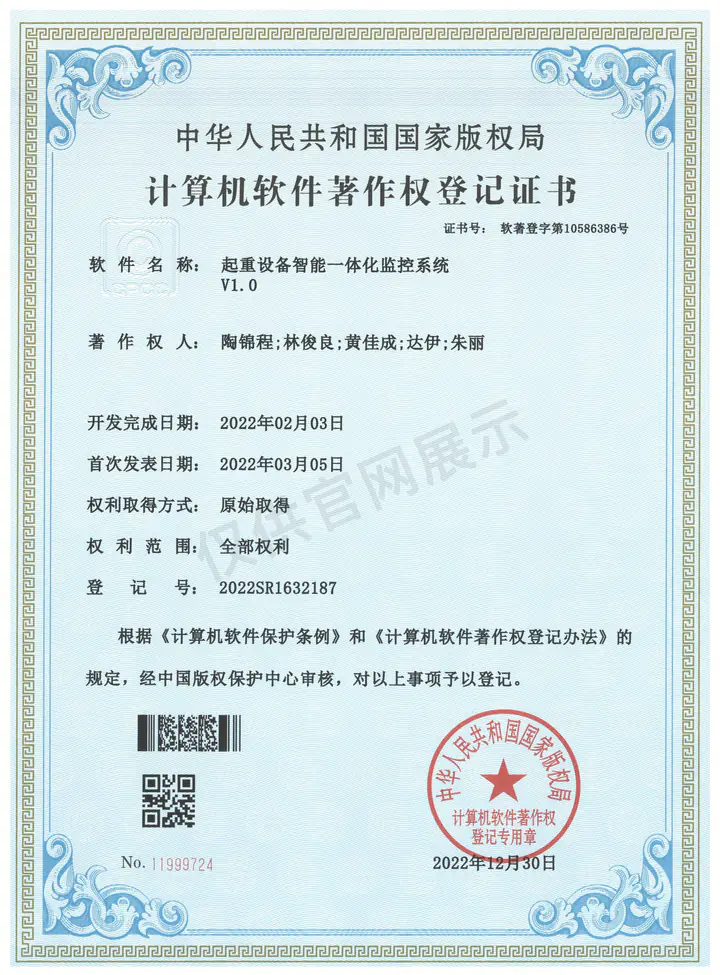 中华人民共和国国家版权局
计算机软件著作权登记证书
证书号： 软著登字第10586386号
软件名称： 起重设备智能一体化监控系统
V1.0
著作权人： 陶锦程;林俊良;黄佳成;达伊;朱丽
开发完成日期： 2022年02月03日
首次发表日期： 2022年03月05日
权利取得方式： 原始取得
权利范围： 全部权利
登记号： 2022SR1632187
根据《计算机软件保护条例》和《计算机软件著作权登记办法》的
规定，经中国版权保护中心审核，对以上事项予以登记。
仅供官网展示
中华人民共和国国家版权局
计算机软件著作权
登记专用章
No. 11999724
2022年12月30日
CPCC